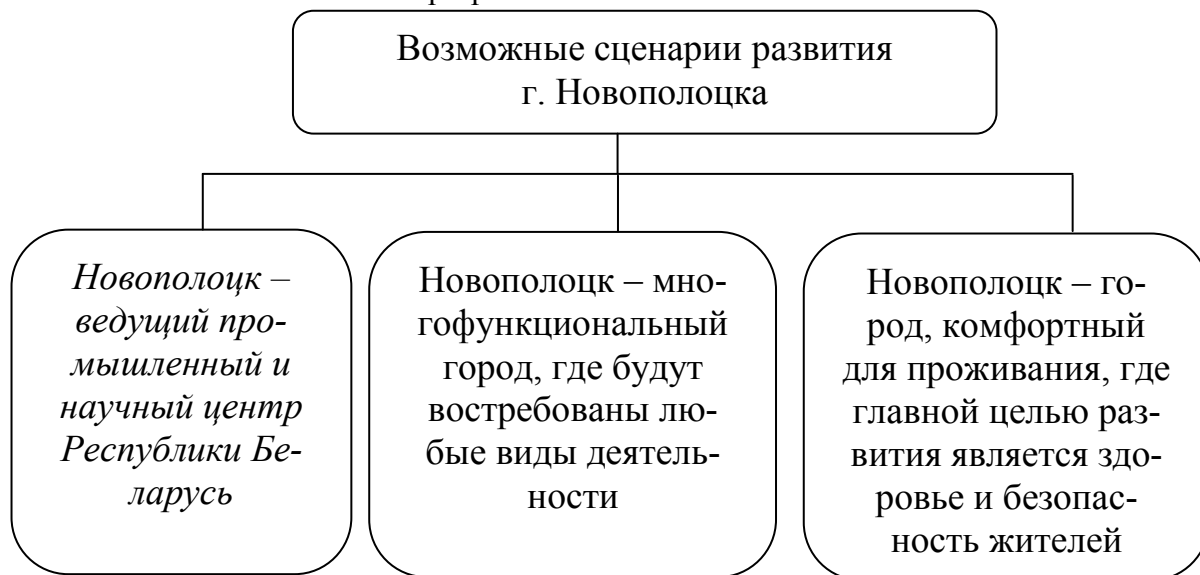 Возможные сценарии развития
г. Новополоцка
Новополоцк –
ведущий про-
мышленный и
научный центр
Республики Бе-
ларусь
Новополоцк – мно-
гофункциональный
город, где будут
востребованы лю-
бые виды деятель-
ности
Новополоцк – го-
род, комфортный
для проживания, где
главной целью раз-
вития является здо-
ровье и безопас-
ность жителей